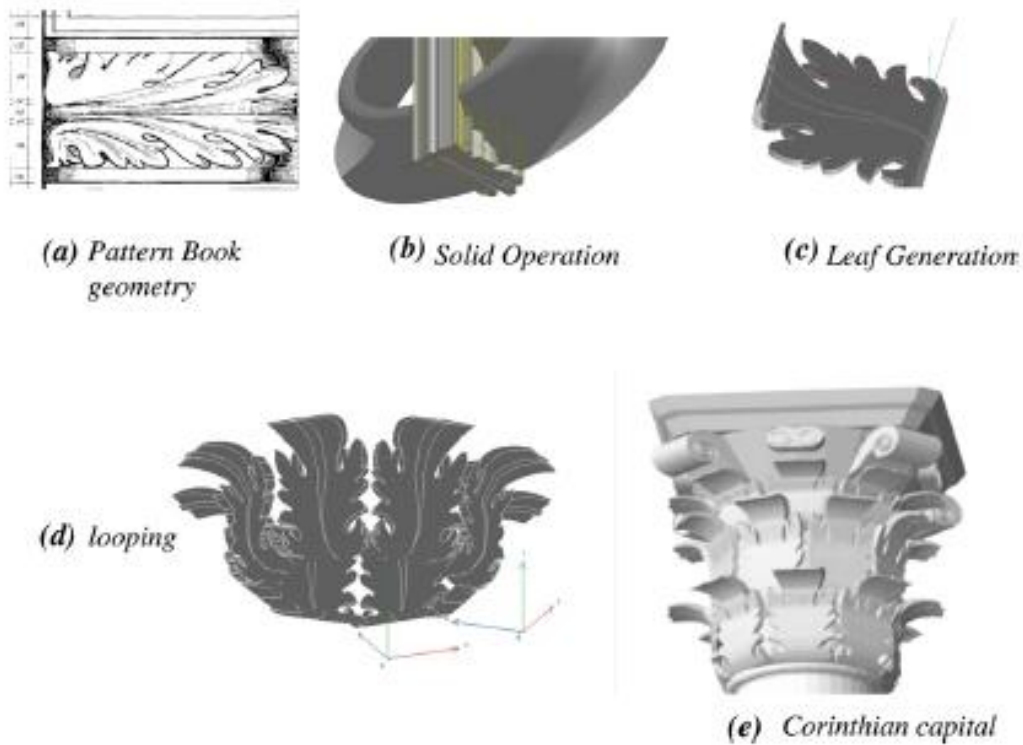 (a) Pattern Book
geometry
(b) Solid Operation
(c) Leaf Generation
(d) looping
(e) Corinthian capital